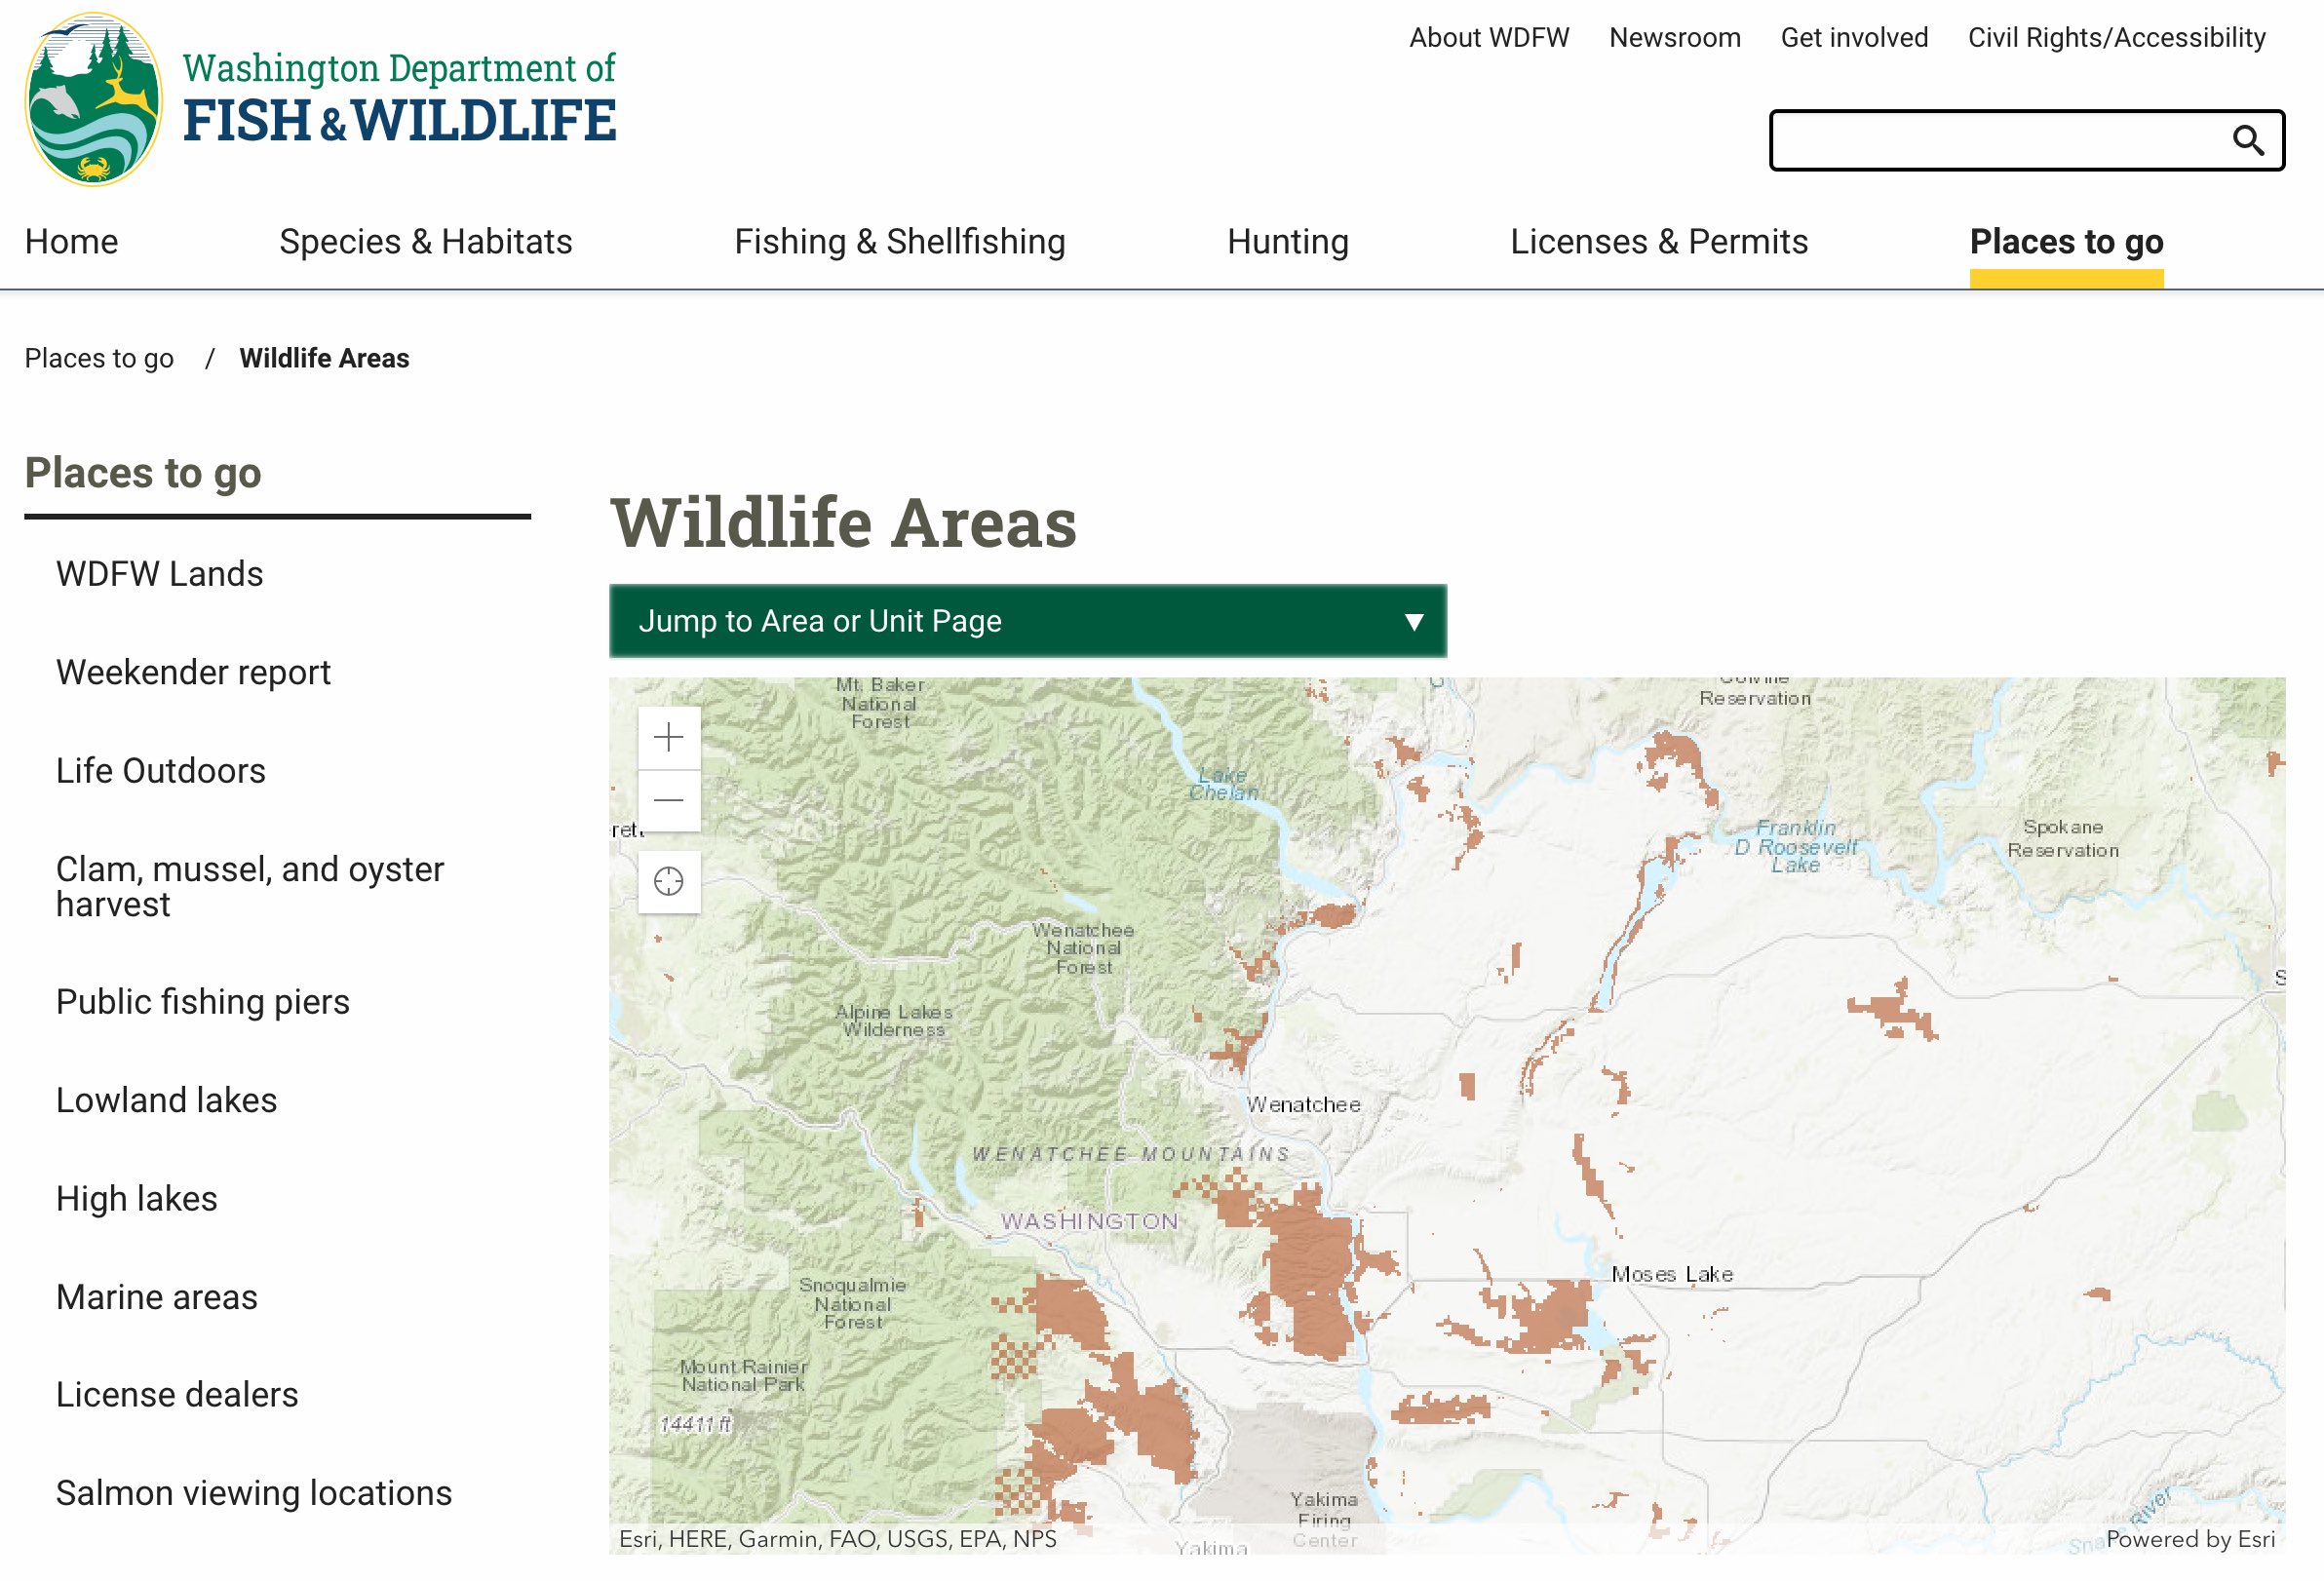 Washington Department of
FISH & WILDLIFE
About WDFW
Newsroom
Get involved
Civil Rights/Accessibility
Home
Species & Habitats
Fishing & Shellfishing
Hunting
Licenses & Permits
Places to go
Places to go / Wildlife Areas
Places to go
WDFW Lands
Weekender report
Life Outdoors
Clam, mussel, and oyster
harvest
Public fishing piers
Lowland lakes
High lakes
Marine areas
License dealers
Salmon viewing locations
Wildlife Areas
Jump to Area or Unit Page
Mt. Baker
National
Forest
Colville
Reservation
Lake
Chelan
Franklin
D Roosevelt
Lake
Spokane
Reservation
Wenatchee
National
Forest
Alpine Lakes
Wilderness
S
Wenatchee
WENATCHEE MOUNTAINS
WASHINGTON
Moses Lake
Snoqualmie
National
Forest
Mount Rainier
National Park
14411 ft
Yakima
Firing
Center
Yakima
Snake River
Esri, HERE, Garmin, FAO, USGS, EPA, NPS
Powered by Esri